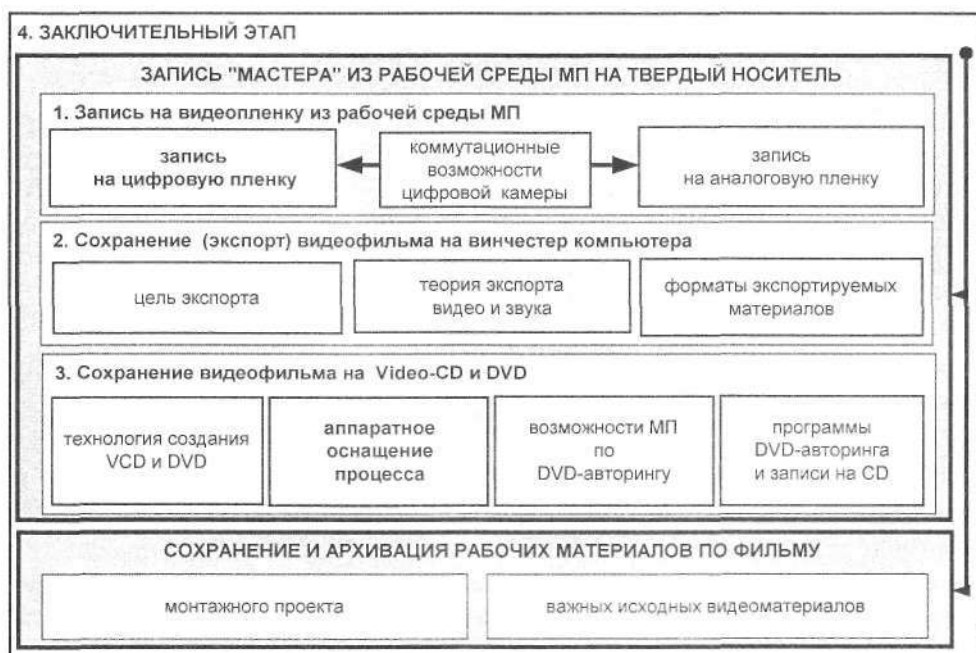 4. ЗАКЛЮЧИТЕЛЬНЫЙ ЭТАП
ЗАПИСЬ "МАСТЕРА" ИЗ РАБОЧЕЙ СРЕДЫ МП НА ТВЕРДЫЙ НОСИТЕЛЬ
1. Запись на видеопленку из рабочей среды МП
запись
на цифровую пленку
коммутационные
возможности
цифровой камеры
запись
на аналоговую пленку
2. Сохранение (экспорт) видеофильма на винчестер компьютера
цель экспорта
теория экспорта
видео и звука
форматы экспортируемых
материалов
3. Сохранение видеофильма на Video-CD и DVD
технология создания
VCD и DVD
аппаратное
оснащение
процесса
возможности МП
по
DVD-авторингу
программы
DVD-авторинга
и записи на CD
СОХРАНЕНИЕ И АРХИВАЦИЯ РАБОЧИХ МАТЕРИАЛОВ ПО ФИЛЬМУ
монтажного проекта
важных исходных видеоматериалов